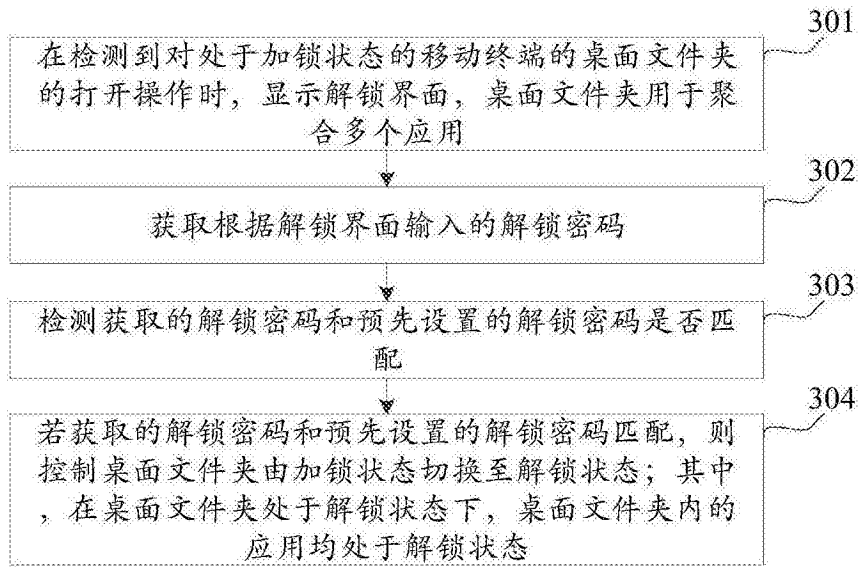 301
在检测到对处于加锁状态的移动终端的桌面文件夹
的打开操作时，显示解锁界面，桌面文件夹用于聚
合多个应用
302
获取根据解锁界面输入的解锁密码
303
检测获取的解锁密码和预先设置的解锁密码是否匹
配
304
若获取的解锁密码和预先设置的解锁密码匹配，则
控制桌面文件夹由加锁状态切换至解锁状态；其中
，在桌面文件夹处于解锁状态下，桌面文件夹内的
应用均处于解锁状态